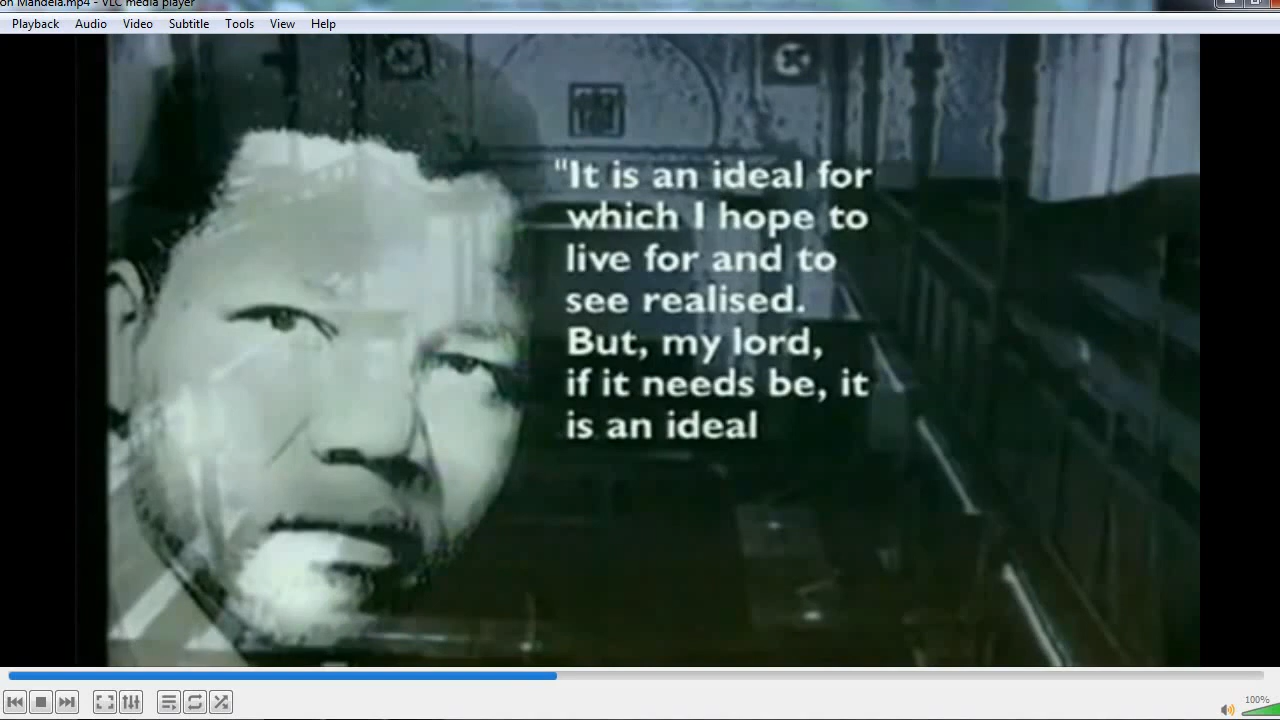 on Mandela.mp4 - VLC media player
Playback Audio Video Subtitle Tools View Help
"It is an ideal for
which I hope to
live for and to
see realised.
But, my lord,
if it needs be, it
is an ideal
100%